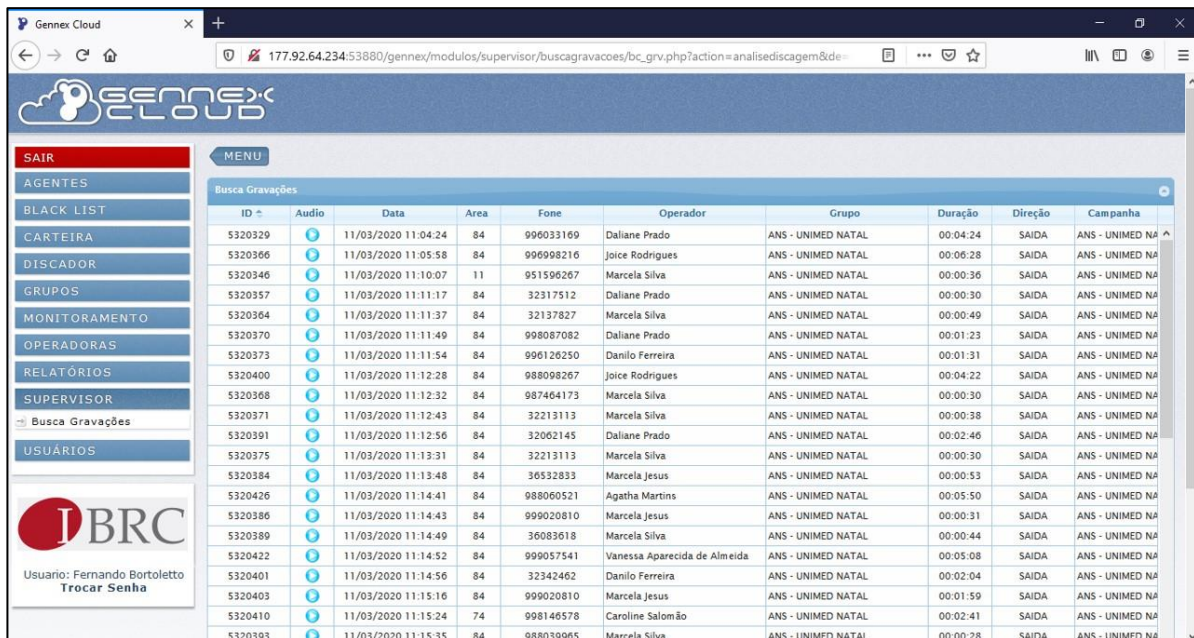 Gennex Cloud
177.92.64.234:53880/gennex/modulos/supervisor/buscagravacoes/bc_grv.php?action=analisediscagem&de=
GENNEX CLOUD
SAIR
MENU
AGENTES
BLACK LIST
CARTEIRA
DISCADOR
GRUPOS
MONITORAMENTO
OPERADORAS
RELATÓRIOS
SUPERVISOR
Busca Gravações
USUÁRIOS
IBRC
Usuario: Fernando Bortoletto
Trocar Senha
Busca Gravações
ID Audio Data Area Fone Operador Grupo Duração Direção Campanha
5320329 11/03/2020 11:04:24 84 996033169 Daliane Prado ANS - UNIMED NATAL 00:04:24 SAIDA ANS - UNIMED NA
5320366 11/03/2020 11:05:58 84 996998216 Joice Rodrigues ANS - UNIMED NATAL 00:06:28 SAIDA ANS - UNIMED NA
5320346 11/03/2020 11:10:07 11 951596267 Marcela Silva ANS - UNIMED NATAL 00:00:36 SAIDA ANS - UNIMED NA
5320357 11/03/2020 11:11:17 84 32317512 Daliane Prado ANS - UNIMED NATAL 00:00:30 SAIDA ANS - UNIMED NA
5320364 11/03/2020 11:11:37 84 32137827 Marcela Silva ANS - UNIMED NATAL 00:00:49 SAIDA ANS - UNIMED NA
5320370 11/03/2020 11:11:49 84 998087082 Daliane Prado ANS - UNIMED NATAL 00:01:23 SAIDA ANS - UNIMED NA
5320373 11/03/2020 11:11:54 84 996126250 Danilo Ferreira ANS - UNIMED NATAL 00:01:31 SAIDA ANS - UNIMED NA
5320400 11/03/2020 11:12:28 84 988098267 Joice Rodrigues ANS - UNIMED NATAL 00:04:22 SAIDA ANS - UNIMED NA
5320368 11/03/2020 11:12:32 84 987464173 Marcela Silva ANS - UNIMED NATAL 00:00:30 SAIDA ANS - UNIMED NA
5320371 11/03/2020 11:12:43 84 32213113 Marcela Silva ANS - UNIMED NATAL 00:00:38 SAIDA ANS - UNIMED NA
5320391 11/03/2020 11:12:56 84 32062145 Daliane Prado ANS - UNIMED NATAL 00:02:46 SAIDA ANS - UNIMED NA
5320375 11/03/2020 11:13:31 84 32213113 Marcela Silva ANS - UNIMED NATAL 00:00:30 SAIDA ANS - UNIMED NA
5320384 11/03/2020 11:13:48 84 36532833 Marcela Jesus ANS - UNIMED NATAL 00:00:53 SAIDA ANS - UNIMED NA
5320426 11/03/2020 11:14:41 84 988060521 Agatha Martins ANS - UNIMED NATAL 00:05:50 SAIDA ANS - UNIMED NA
5320386 11/03/2020 11:14:43 84 999020810 Marcela Jesus ANS - UNIMED NATAL 00:00:31 SAIDA ANS - UNIMED NA
5320389 11/03/2020 11:14:49 84 36083618 Marcela Silva ANS - UNIMED NATAL 00:00:44 SAIDA ANS - UNIMED NA
5320422 11/03/2020 11:14:52 84 999057541 Vanessa Aparecida de Almeida ANS - UNIMED NATAL 00:05:08 SAIDA ANS - UNIMED NA
5320401 11/03/2020 11:14:56 84 32342462 Danilo Ferreira ANS - UNIMED NATAL 00:02:04 SAIDA ANS - UNIMED NA
5320403 11/03/2020 11:15:16 84 999020810 Marcela Jesus ANS - UNIMED NATAL 00:01:59 SAIDA ANS - UNIMED NA
5320410 11/03/2020 11:15:24 74 998146578 Caroline Salomão ANS - UNIMED NATAL 00:02:41 SAIDA ANS - UNIMED NA
5320393 11/03/2020 11:15:35 84 988039965 Marcela Silva ANS - UNIMED NATAL 00:00:28 SAIDA ANS - UNIMED NA